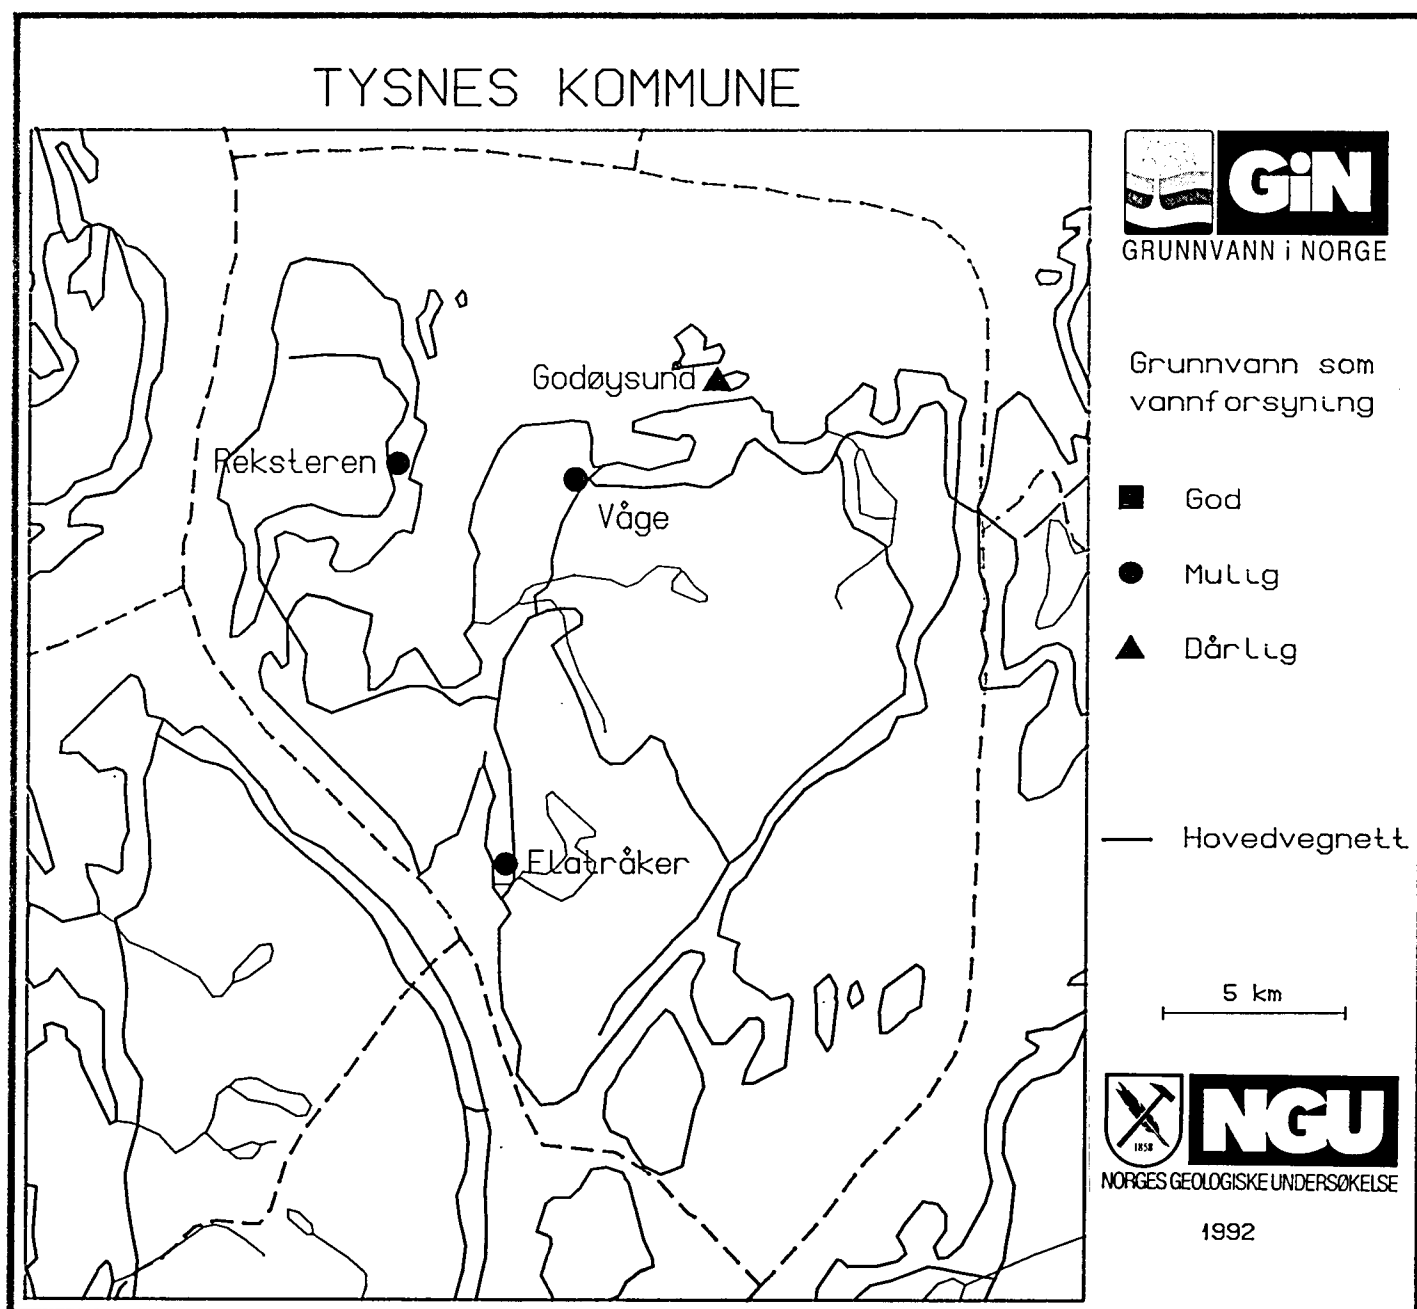 TYSNES KOMMUNE
GiN
GRUNNVANN i NORGE
Grunnvann som
vannforsyning
God
Mulig
Dårlig
Hovedvegnett
5 km
Godøysund
Reksteren
Våge
Flatråker
1858
NGU
NORGES GEOLOGISKE UNDERSØKELSE
1992